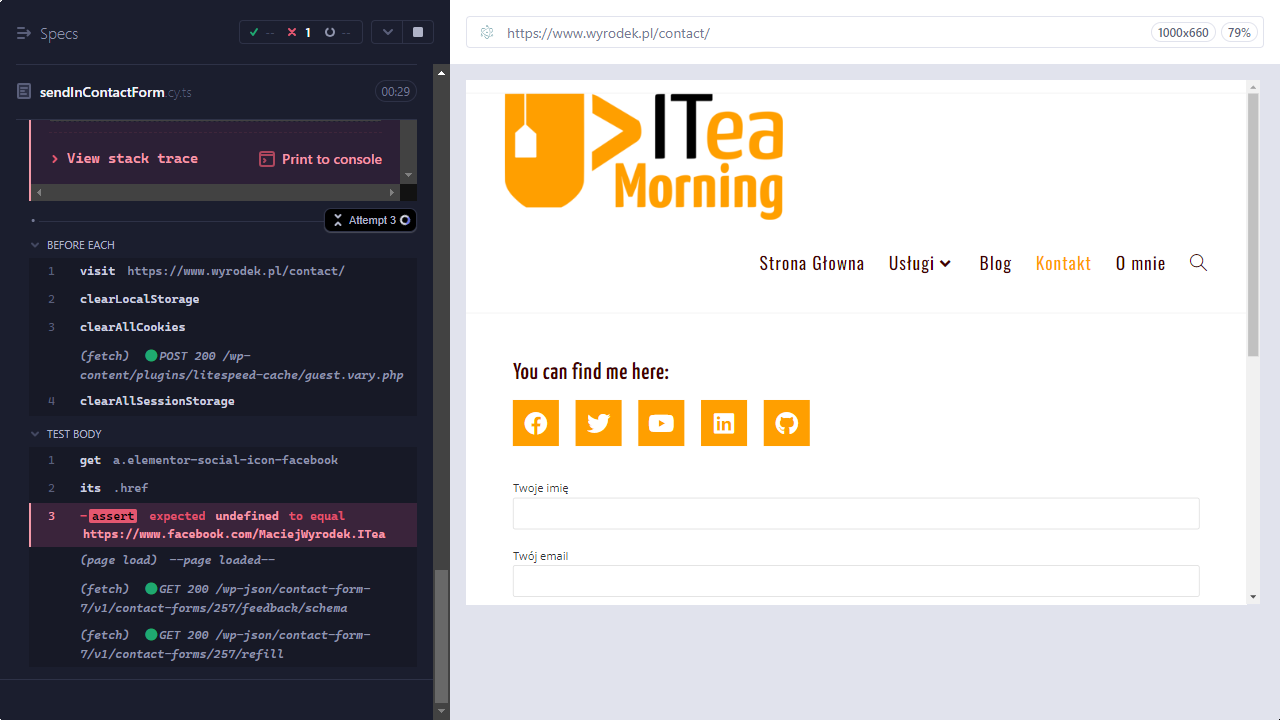 Specs
-- 1 --
sendInContactForm.cy.ts 00:29
View stack trace Print to console
Attempt 3
BEFORE EACH
1 visit https://www.wyrodek.pl/contact/
2 clearLocalStorage
3 clearAllCookies
(fetch) POST 200 /wp-
content/plugins/litespeed-cache/guest.vary.php
4 clearAllSessionStorage
TEST BODY
1 get a.elementor-social-icon-facebook
2 its .href
3 -assert expected undefined to equal
https://www.facebook.com/MaciejWyrodek.ITea
(page load) --page loaded--
(fetch) GET 200 /wp-json/contact-form-
7/v1/contact-forms/257/feedback/schema
(fetch) GET 200 /wp-json/contact-form-
7/v1/contact-forms/257/refill
https://www.wyrodek.pl/contact/ 1000x660 79%
>ITea
Morning
Strona Głowna Usługi Blog Kontakt O mnie
You can find me here:
Twoje imię
Twój email